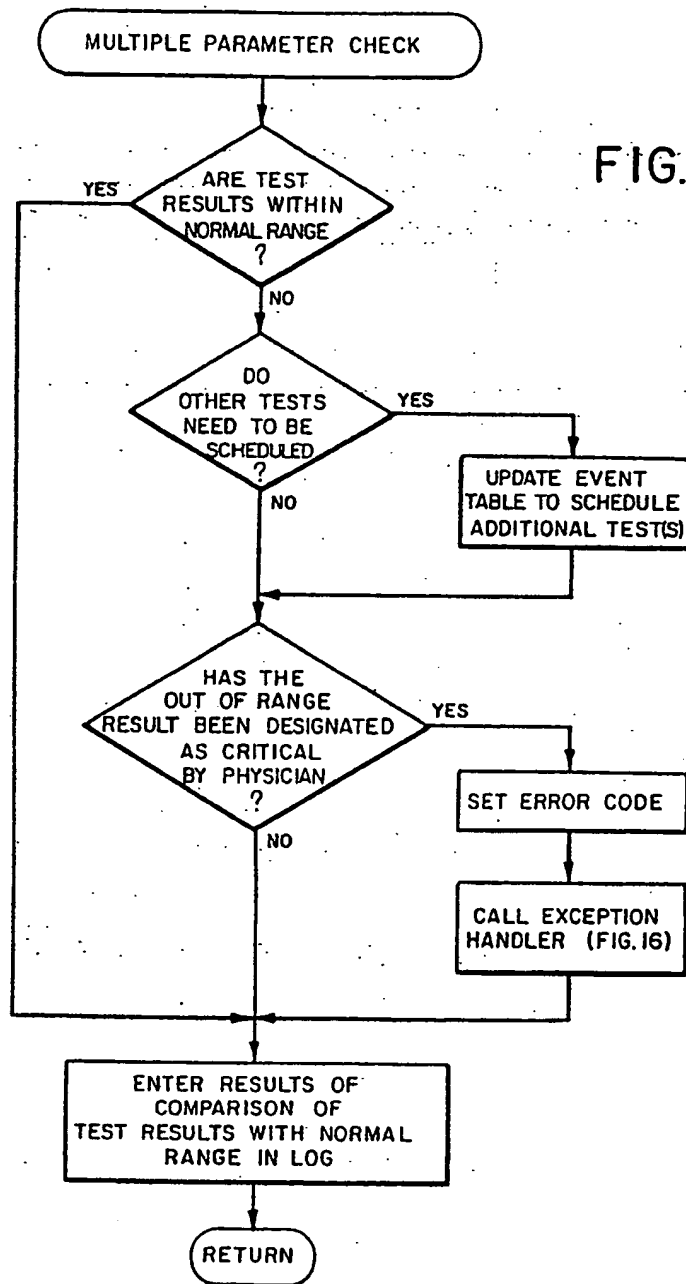 MULTIPLE PARAMETER CHECK
FIG.
ARE TEST
RESULTS WITHIN
NORMAL RANGE
?
YES
NO
DO
OTHER TESTS
NEED TO BE
SCHEDULED
?
YES
NO
UPDATE EVENT
TABLE TO SCHEDULE
ADDITIONAL TEST(S)
HAS THE
OUT OF RANGE
RESULT BEEN DESIGNATED
AS CRITICAL
BY PHYSICIAN
?
YES
NO
SET ERROR CODE
CALL EXCEPTION
HANDLER (FIG.16)
ENTER RESULTS OF
COMPARISON OF
TEST RESULTS WITH NORMAL
RANGE IN LOG
RETURN